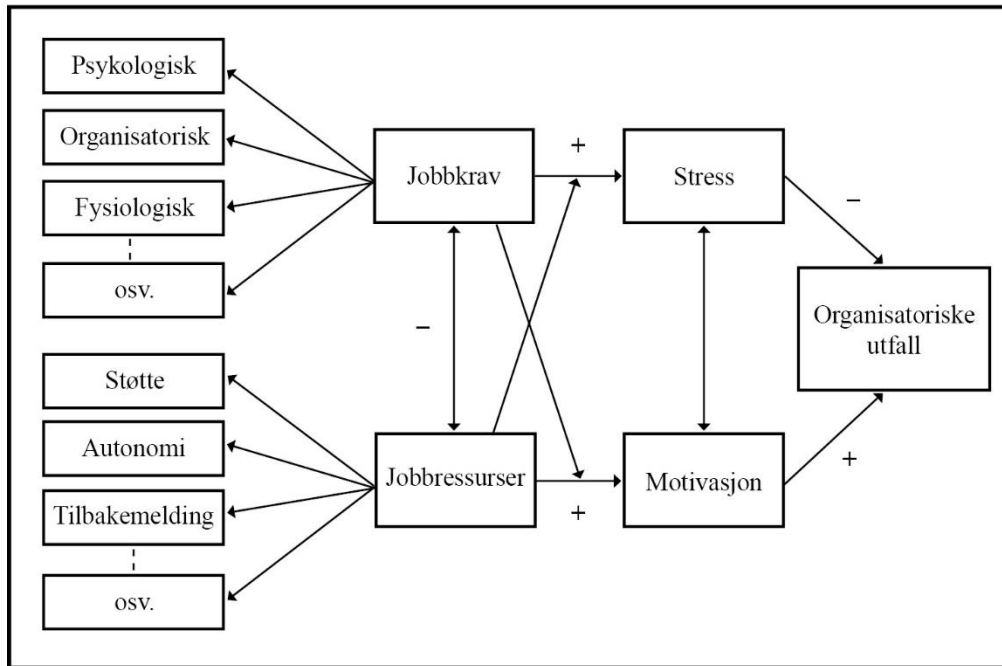 Psykologisk
Organisatorisk
Fysiologisk
osv.
Støtte
Autonomi
Tilbakemelding
osv.
Jobbkrav
–
Jobbressurser
+
+
Stress
Motivasjon
–
+
Organisatoriske
utfall